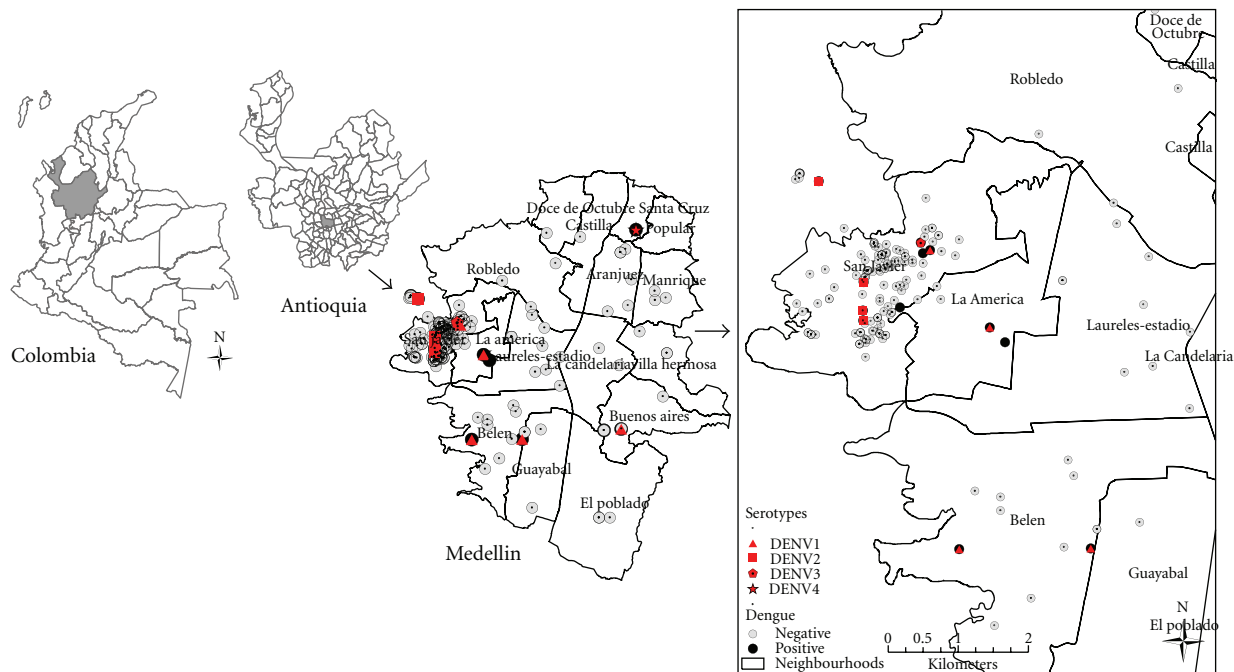 Colombia
N
Antioquia
Medellin
Doce de Octubre
Santa Cruz
Castilla
Popular
Robledo
Aranjuez
Manrique
San Javier
La america
Laureles-estadio
La candelaria
villa hermosa
Buenos aires
Belen
Guayabal
El poblado
Doce de
Octubre
Castilla
Robledo
Castilla
San Javier
La America
Laureles-estadio
La Candelaria
Belen
Guayabal
El poblado
N
Serotypes
DENV1
DENV2
DENV3
DENV4
Dengue
Negative
Positive
Neighbourhoods
0 0.5 1 2
Kilometers